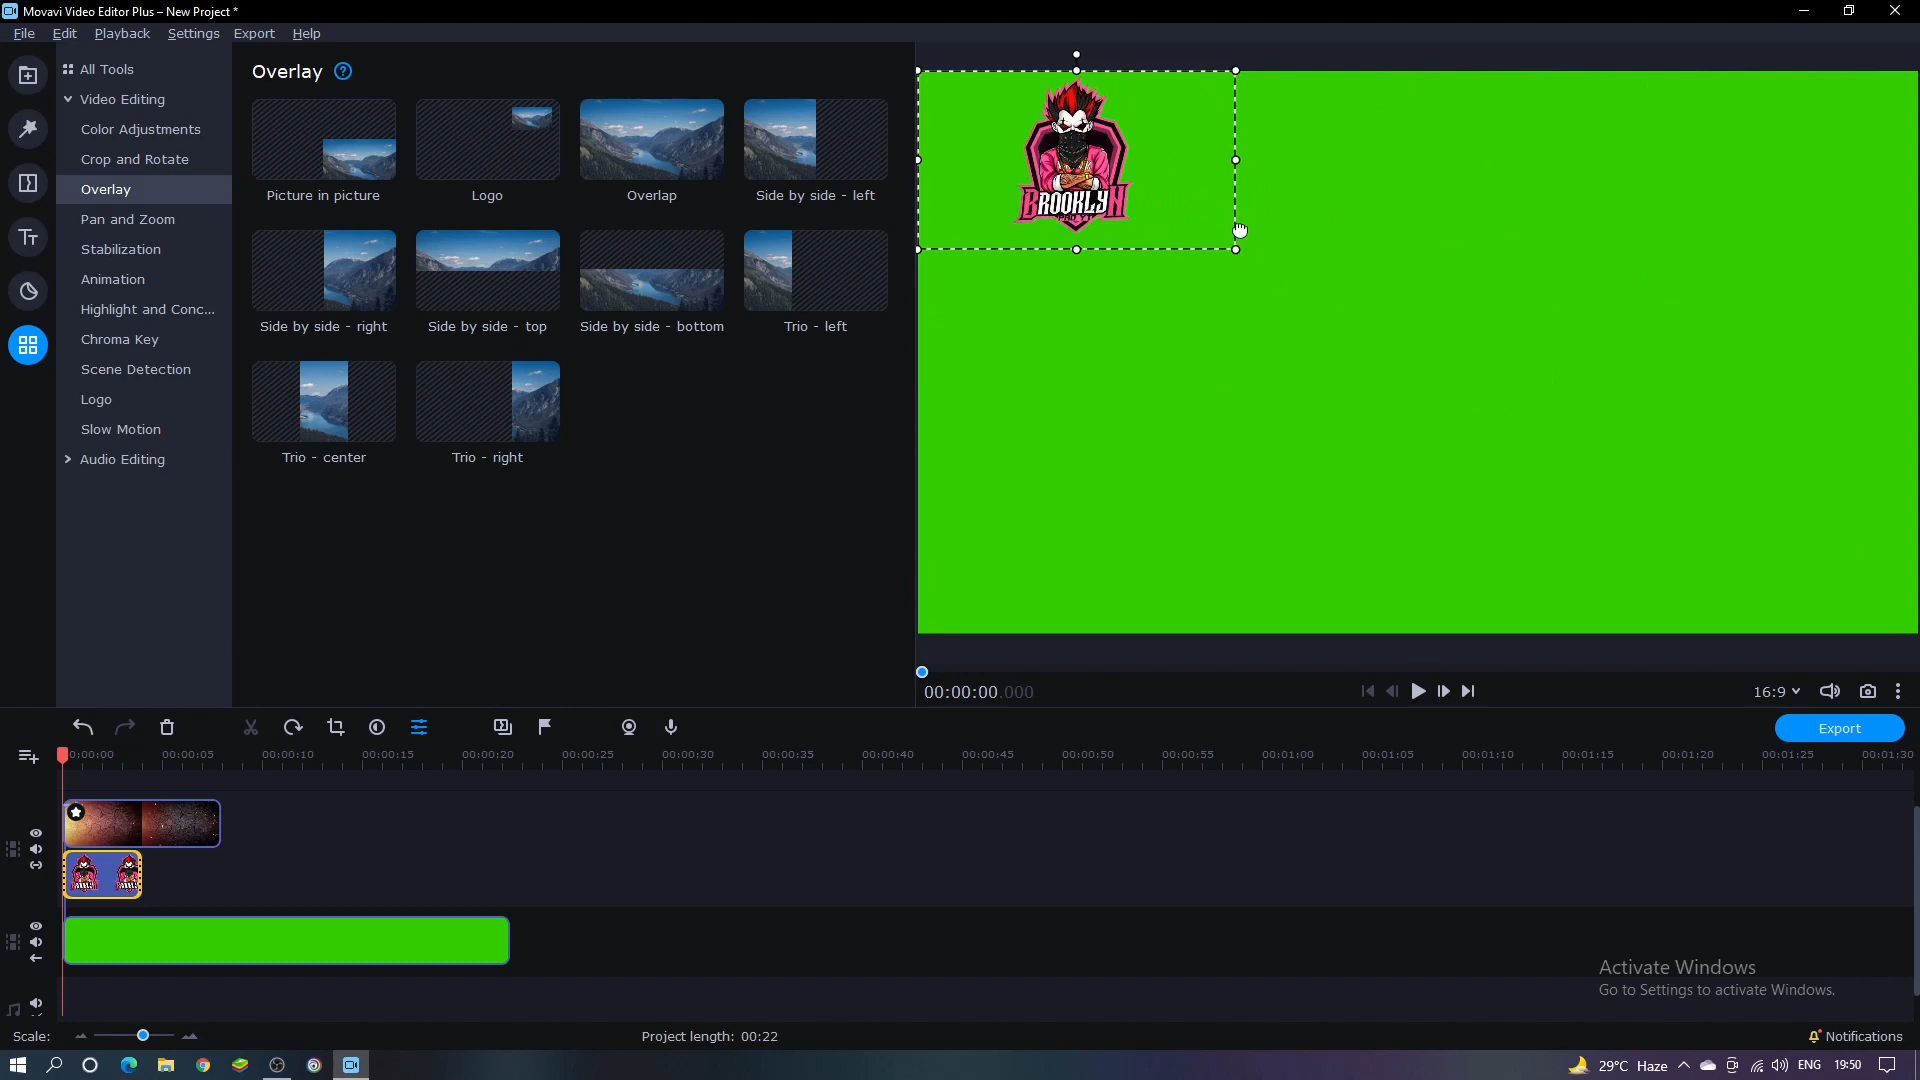 Movavi Video Editor Plus – New Project *
File Edit Playback Settings Export Help
All Tools
Video Editing
Color Adjustments
Crop and Rotate
Overlay
Pan and Zoom
Stabilization
Animation
Highlight and Conc...
Chroma Key
Scene Detection
Logo
Slow Motion
Audio Editing
Overlay ?
Picture in picture Logo Overlap Side by side - left
Side by side - right Side by side - top Side by side - bottom Trio - left
Trio - center Trio - right
BROOKLYN
PRO YT
00:00:00.000
16:9
Export
0:00:00 00:00:05 00:00:10 00:00:15 00:00:20 00:00:25 00:00:30 00:00:35 00:00:40 00:00:45 00:00:50 00:00:55 00:01:00 00:01:05 00:01:10 00:01:15 00:01:20 00:01:25 00:01:30
Activate Windows
Go to Settings to activate Windows.
Scale:
Project length: 00:22
Notifications
29°C Haze
ENG
19:50